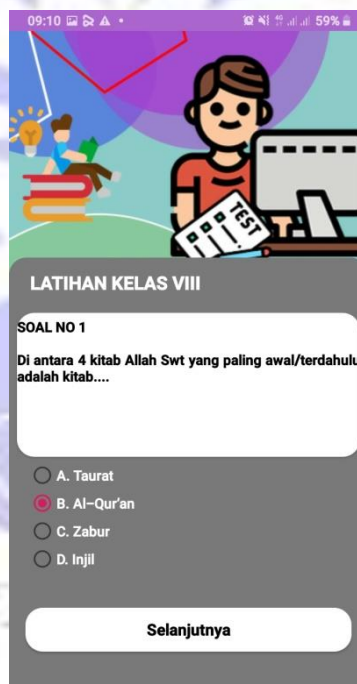 09:10 59%
TEST
LATIHAN KELAS VIII
SOAL NO 1
Di antara 4 kitab Allah Swt yang paling awal/terdahulu
adalah kitab....
A. Taurat
B. Al-Qur'an
C. Zabur
D. Injil
Selanjutnya